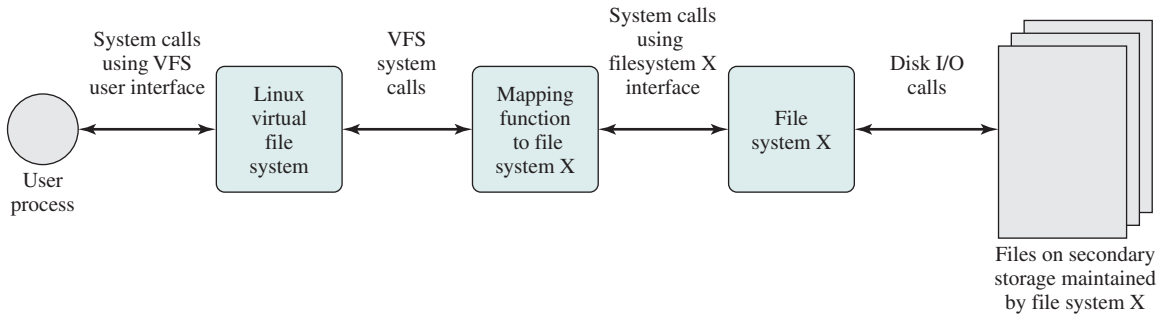 System calls
using VFS
user interface
VFS
system
calls
System calls
using
filesystem X
interface
Disk I/O
calls
User
process
Linux
virtual
file
system
Mapping
function
to file
system X
File
system X
Files on secondary
storage maintained
by file system X